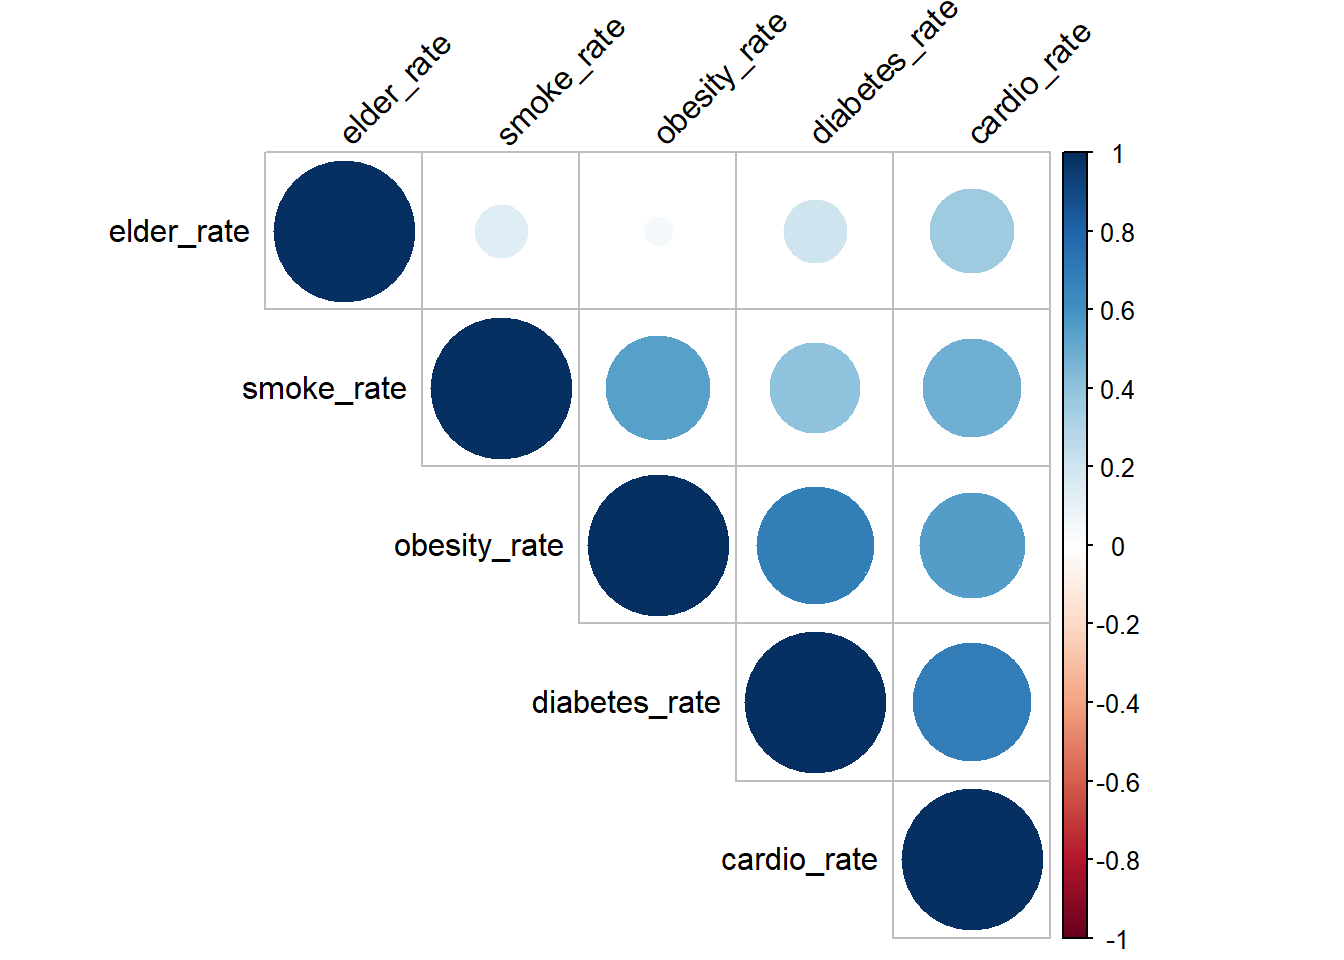 elder_rate
smoke_rate
obesity_rate
diabetes_rate
cardio_rate
elder_rate
smoke_rate
obesity_rate
diabetes_rate
cardio_rate
1
0.8
0.6
0.4
0.2
0
-0.2
-0.4
-0.6
-0.8
-1